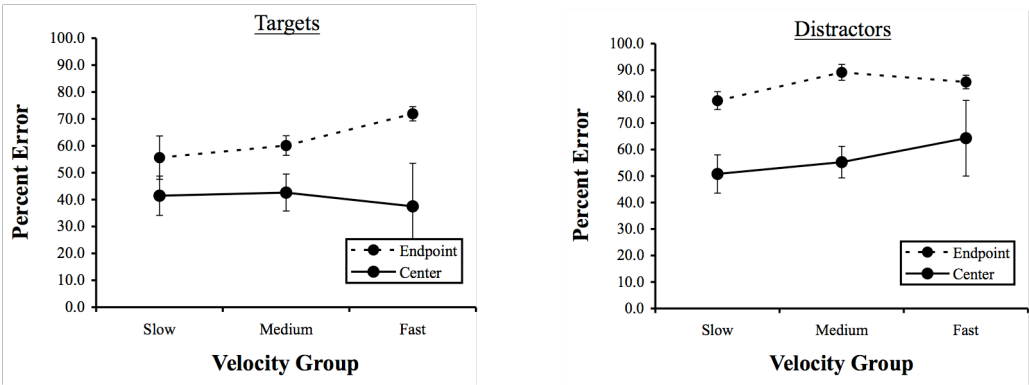 Targets
100.0
90.0
80.0
70.0
60.0
50.0
40.0
30.0
20.0
10.0
0.0
Percent Error
Endpoint
Center
Slow Medium Fast
Velocity Group
Distractors
100.0
90.0
80.0
70.0
60.0
50.0
40.0
30.0
20.0
10.0
0.0
Percent Error
Endpoint
Center
Slow Medium Fast
Velocity Group